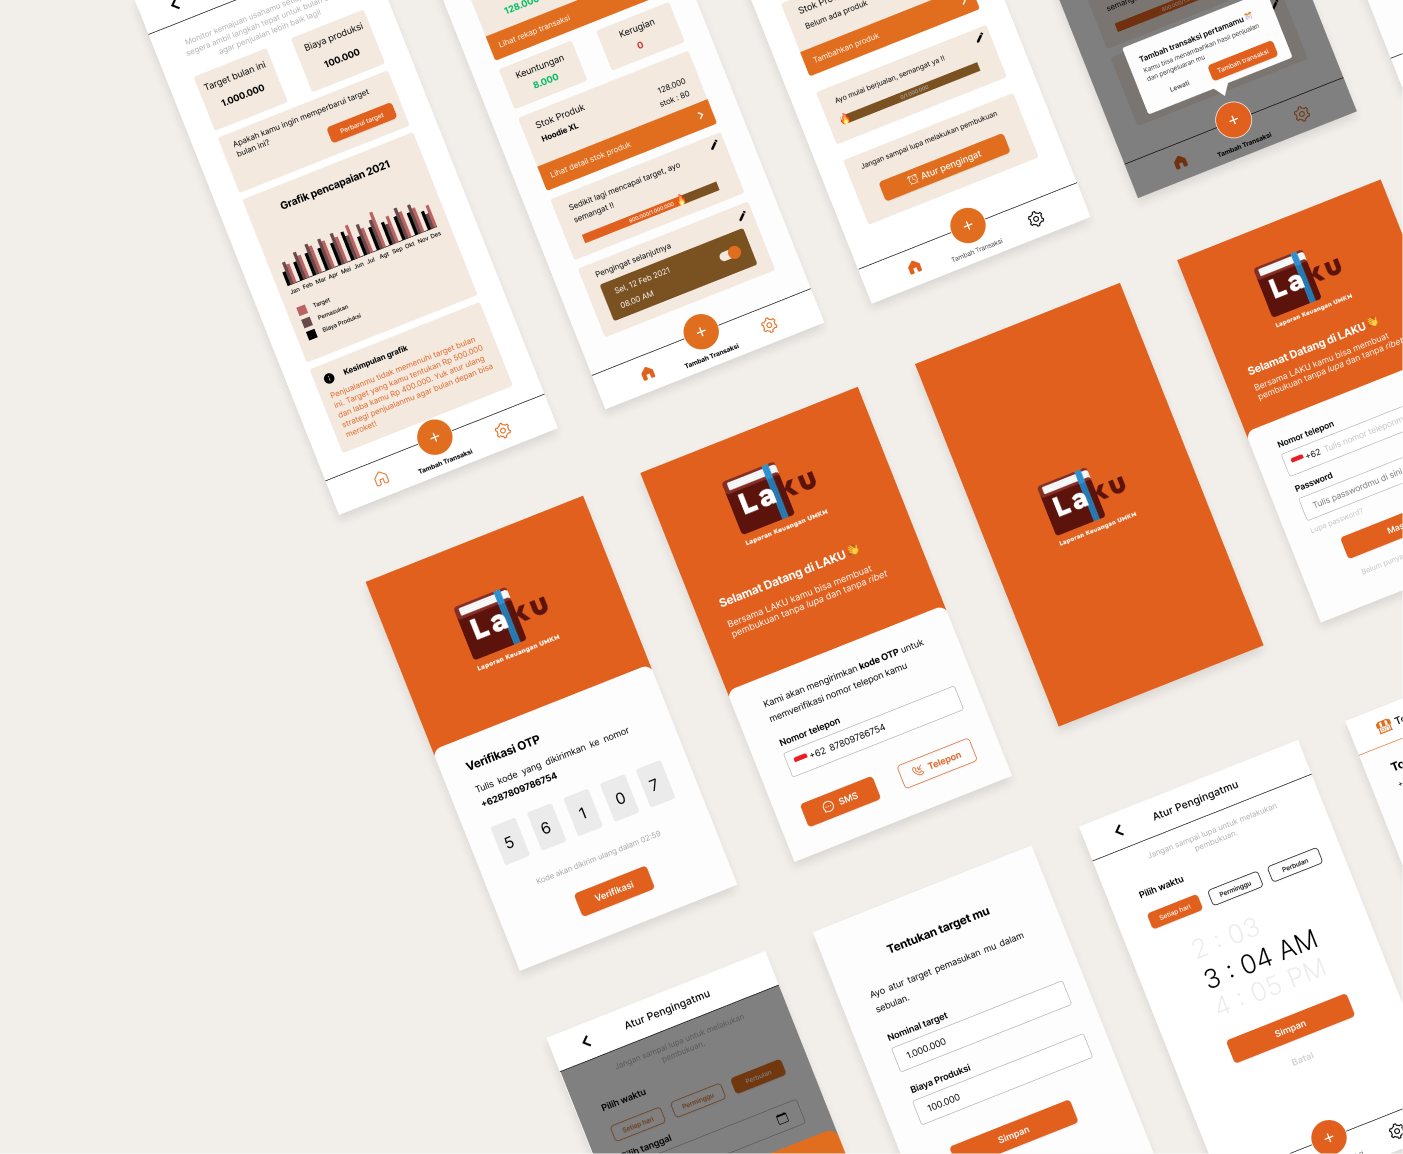 Monitor kemajuan usahamu
segera ambil langkah tepat untuk bulan
agar penjualan lebih baik lagi!
Target bulan ini
1.000.000
Biaya produksi
100.000
Apakah kamu ingin memperbarui target
bulan ini?
Perbarui target
Grafik pencapaian 2021
Jan Feb Mar Apr Mei Jun Jul Agt Sep Okt Nov Des
Target
Pemasukan
Biaya Produksi
Kesimpulan grafik
Penjualanmu tidak memenuhi target bulan
ini. Target yang kamu tentukan Rp 500.000
dan laba kamu Rp 400.000. Yuk atur ulang
strategi penjualanmu agar bulan depan bisa
meroket!
Tambah Transaksi
128.000
Lihat rekap transaksi
Keuntungan
8.000
Kerugian
0
Stok Produk
Hoodie XL
128.000
stok : 80
Lihat detail stok produk
Sedikit lagi mencapai target, ayo
semangat !!
800.000/1.000.000
Pengingat selanjutnya
Sel, 12 Feb 2021
08.00 AM
Tambah Transaksi
Stok Pro
Belum ada produk
Tambahkan produk
Ayo mulai berjualan, semangat ya !!
0/1.000.000
Jangan sampai lupa melakukan pembukuan
Atur pengingat
Tambah Transaksi
semang
Tambah transaksi pertamamu
Kamu bisa menambahkan hasil penjualan
dan pengeluaran mu
Lewati
Tambah transaksi
Tambah Transaksi
Laku
Laporan Keuangan UMKM
Selamat Datang di LAKU 👋
Bersama LAKU kamu bisa membuat
pembukuan tanpa lupa dan tanpa ribet
Nomor telepon
+62 Tulis nomor teleponm
Password
Tulis passwordmu di sini
Lupa password?
Mas
Belum punya
Laku
Laporan Keuangan UMKM
Laku
Laporan Keuangan UMKM
Selamat Datang di LAKU 👋
Bersama LAKU kamu bisa membuat
pembukuan tanpa lupa dan tanpa ribet
Kami akan mengirimkan kode OTP untuk
memverifikasi nomor telepon kamu
Nomor telepon
+62 87809786754
SMS
Telepon
Laku
Laporan Keuangan UMKM
Verifikasi OTP
Tulis kode yang dikirimkan ke nomor
+6287809786754
5 6 1 0 7
Kode akan dikirim ulang dalam 02:59
Verifikasi
Atur Pengingatmu
Jangan sampai lupa untuk melakukan
pembukuan.
Pilih waktu
Setiap hari
Perminggu
Perbulan
Pilih tanggal
Tentukan target mu
Ayo atur target pemasukan mu dalam
sebulan.
Nominal target
1.000.000
Biaya Produksi
100.000
Simpan
Atur Pengingatmu
Jangan sampai lupa untuk melakukan
pembukuan.
Pilih waktu
Setiap hari
Perminggu
Perbulan
2 : 03
3 : 04 AM
4 : 05 PM
Simpan
Batal
To